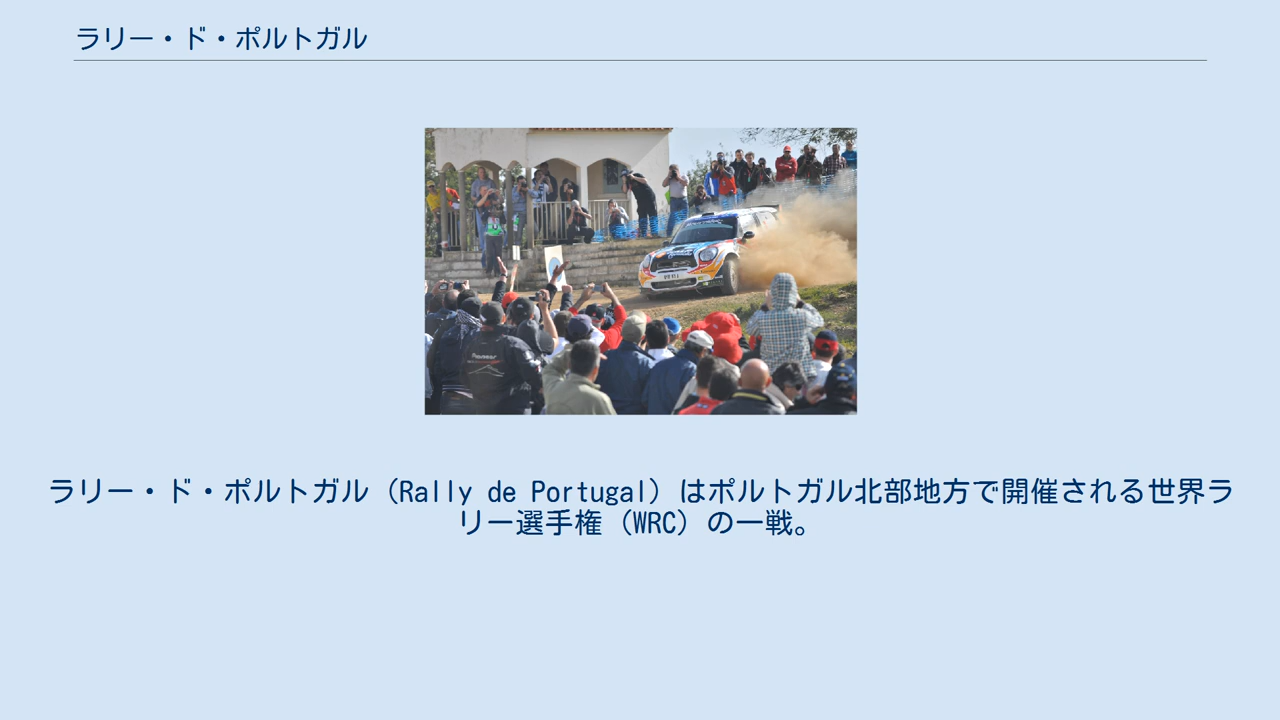 ラリー・ド・ポルトガル
Pioneer
ラリー・ド・ポルトガル（Rally de Portugal）はポルトガル北部地方で開催される世界ラ
リー選手権（WRC）の一戦。